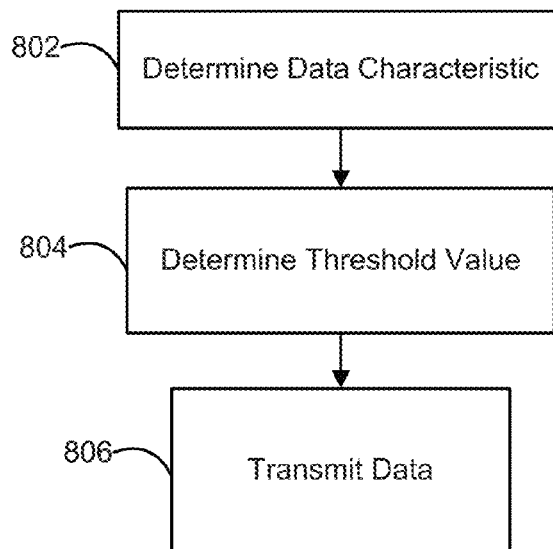 802
Determine Data Characteristic
804
Determine Threshold Value
806
Transmit Data